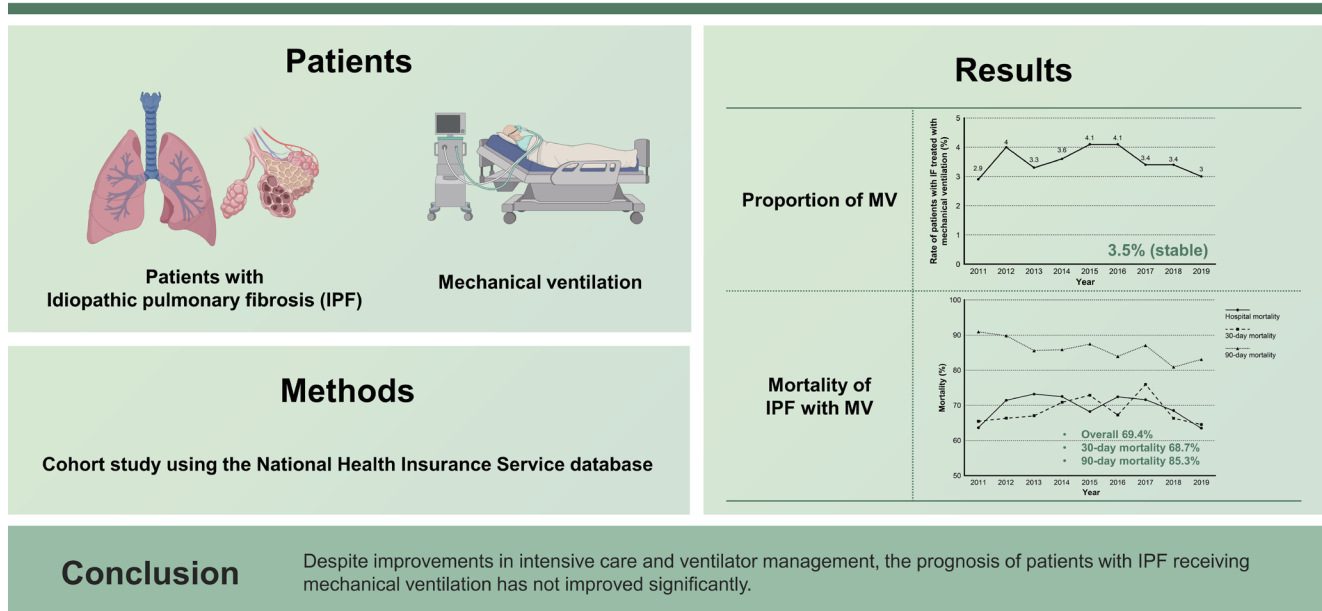 Patients
Patients with
Idiopathic pulmonary fibrosis (IPF)
Mechanical ventilation
Methods
Cohort study using the National Health Insurance Service database
Results
Proportion of MV
Rate of patients with IF treated with
mechanical ventilation (%)
5
4
3
2
1
0
2.9
4
3.3
3.6
4.1
4.1
3.4
3.4
3
3.5% (stable)
2011 2012 2013 2014 2015 2016 2017 2018 2019
Year
Mortality of
IPF with MV
Mortality (%)
100
90
80
70
60
50
Hospital mortality
30-day mortality
90-day mortality
• Overall 69.4%
• 30-day mortality 68.7%
• 90-day mortality 85.3%
2011 2012 2013 2014 2015 2016 2017 2018 2019
Year
Conclusion
Despite improvements in intensive care and ventilator management, the prognosis of patients with IPF receiving
mechanical ventilation has not improved significantly.